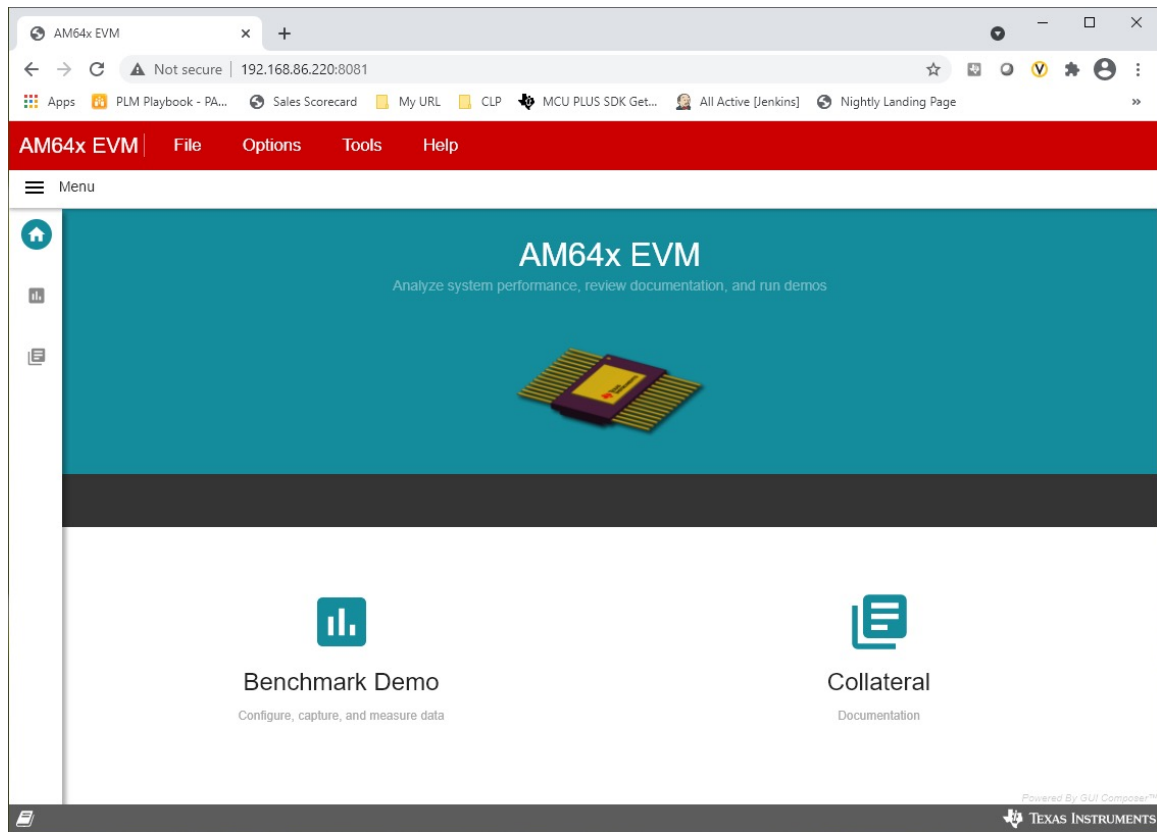 AM64x EVM
Not secure | 192.168.86.220:8081
Apps PLM Playbook - PA... Sales Scorecard My URL CLP MCU PLUS SDK Get... All Active [Jenkins] Nightly Landing Page »
AM64x EVM File Options Tools Help
Menu
AM64x EVM
Analyze system performance, review documentation, and run demos
Benchmark Demo
Configure, capture, and measure data
Collateral
Documentation
Powered By GUI Composer™
TEXAS INSTRUMENTS